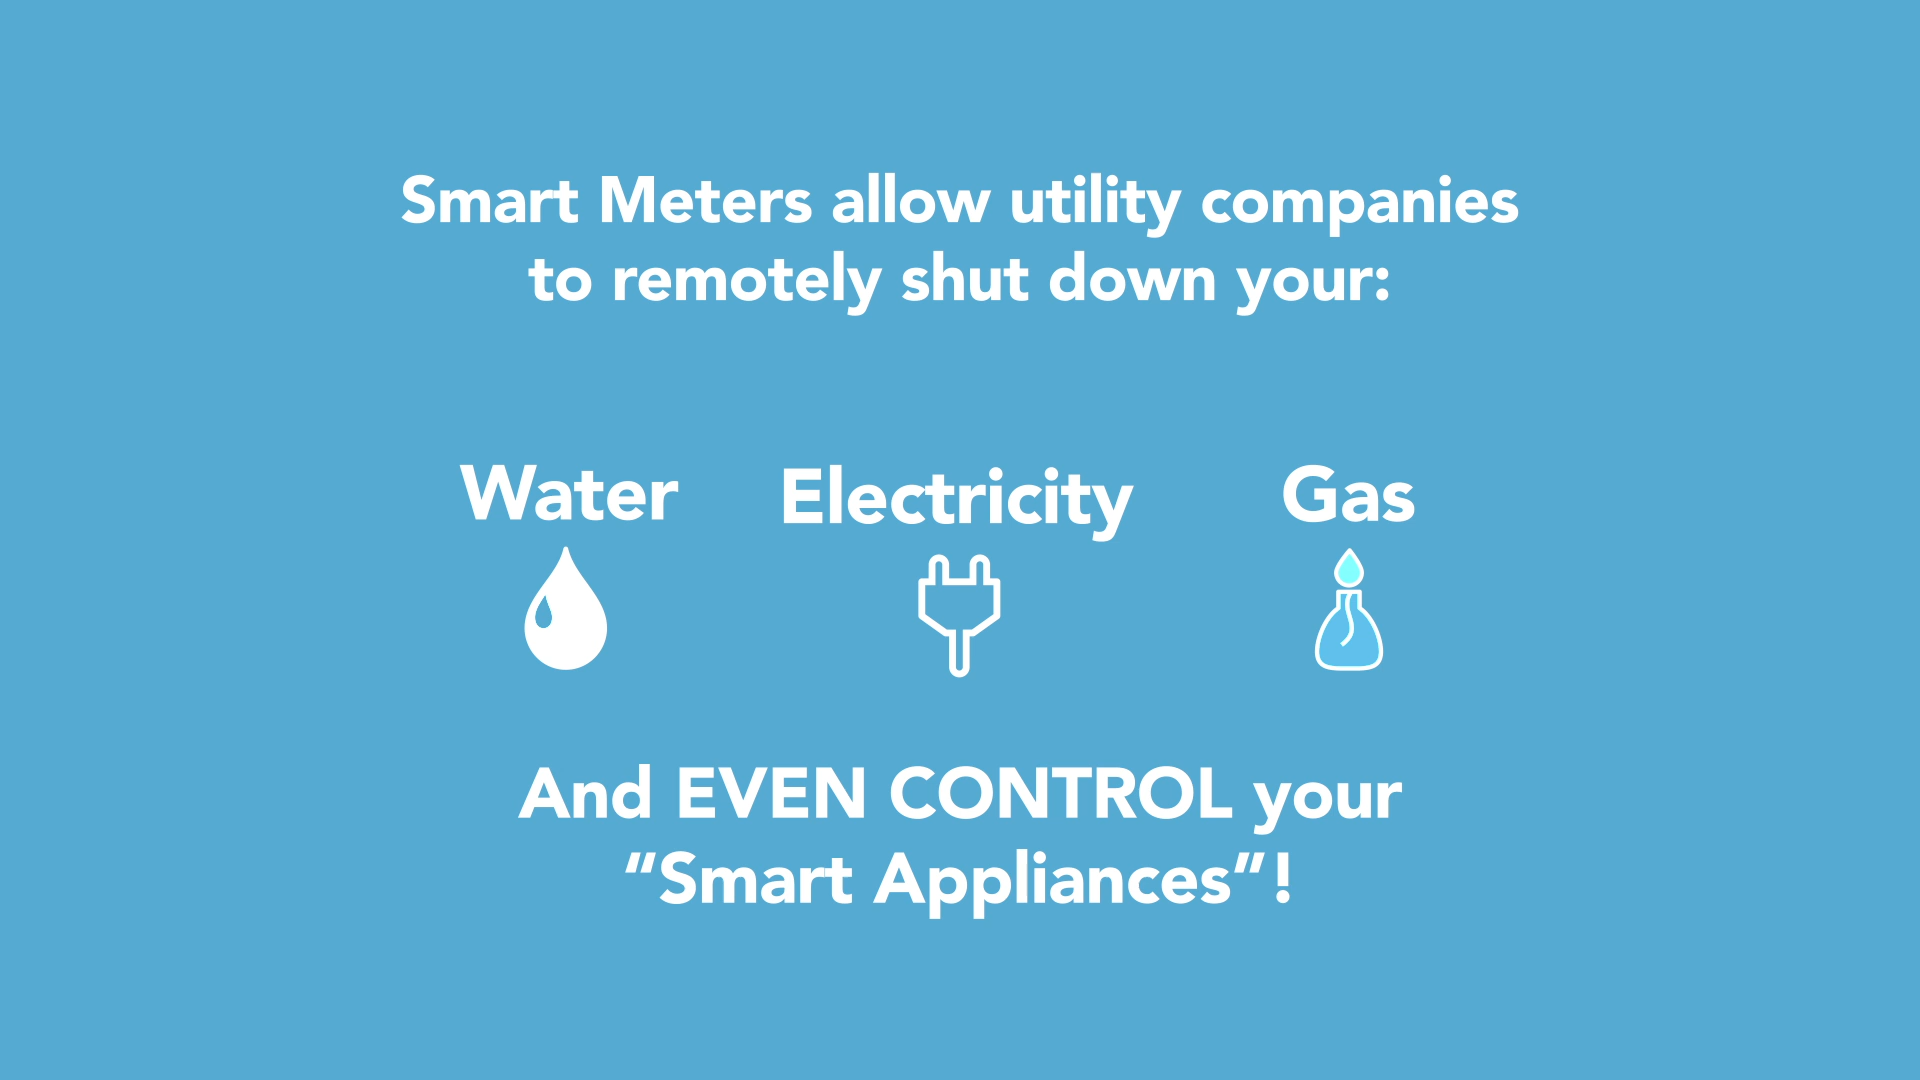 Smart Meters allow utility companies
to remotely shut down your:
Water
Electricity
Gas
And EVEN CONTROL your
"Smart Appliances"!